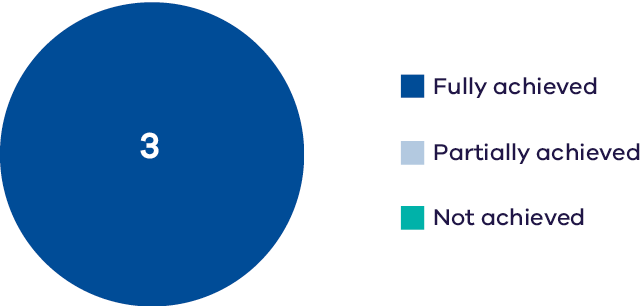 3
Fully achieved
Partially achieved
Not achieved